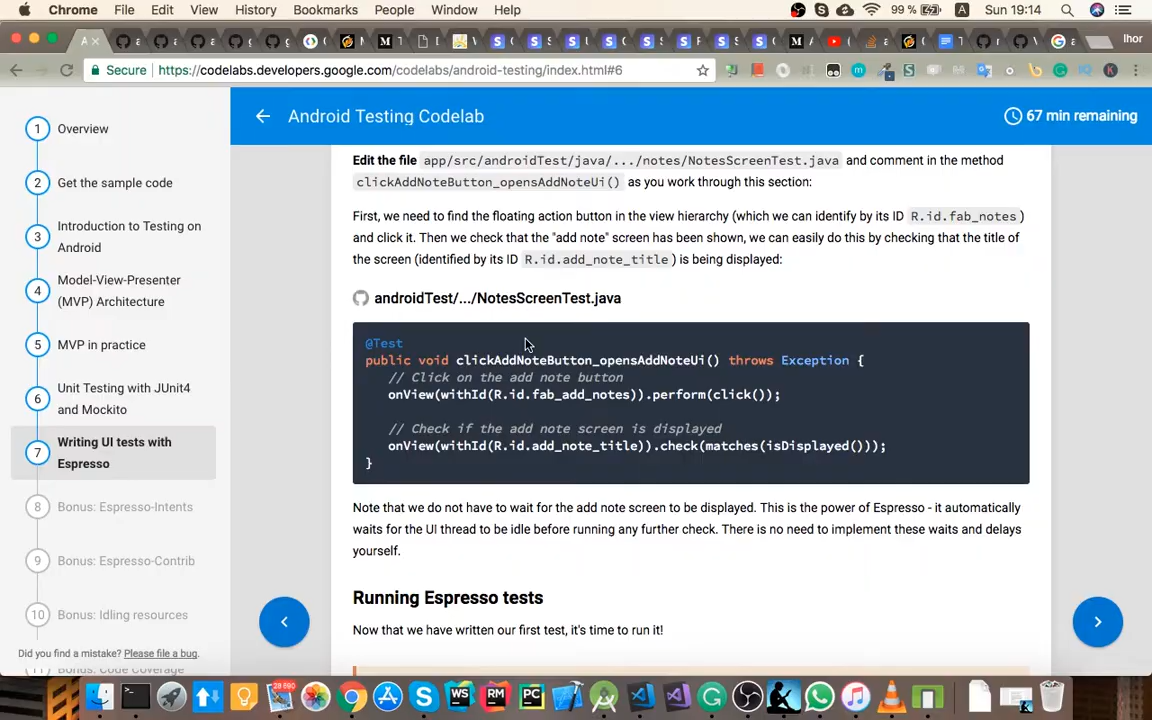 Chrome File Edit View History Bookmarks People Window Help 99 % A Sun 19:14
Ihor
Secure https://codelabs.developers.google.com/codelabs/android-testing/index.html#6
Android Testing Codelab
67 min remaining
1 Overview
2 Get the sample code
3 Introduction to Testing on
Android
4 Model-View-Presenter
(MVP) Architecture
5 MVP in practice
6 Unit Testing with JUnit4
and Mockito
7 Writing UI tests with
Espresso
8 Bonus: Espresso-Intents
9 Bonus: Espresso-Contrib
10 Bonus: Idling resources
Did you find a mistake? Please file a bug.
Bonus: Code Coverage
Edit the file app/src/androidTest/java/.../notes/NotesScreenTest.java and comment in the method
clickAddNoteButton_opensAddNoteUi() as you work through this section:
First, we need to find the floating action button in the view hierarchy (which we can identify by its ID R.id.fab_notes )
and click it. Then we check that the "add note" screen has been shown, we can easily do this by checking that the title of
the screen (identified by its ID R.id.add_note_title ) is being displayed:
androidTest/.../NotesScreenTest.java
@Test
public void clickAddNoteButton_opensAddNoteUi() throws Exception {
// Click on the add note button
onView(withId(R.id.fab_add_notes)).perform(click());
// Check if the add note screen is displayed
onView(withId(R.id.add_note_title)).check(matches(isDisplayed()));
}
Note that we do not have to wait for the add note screen to be displayed. This is the power of Espresso - it automatically
waits for the UI thread to be idle before running any further check. There is no need to implement these waits and delays
yourself.
Running Espresso tests
Now that we have written our first test, it's time to run it!